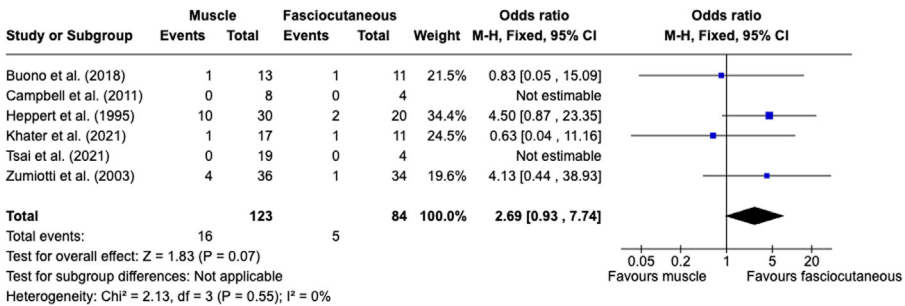 Muscle Fasciocutaneous Odds ratio Odds ratio
Study or Subgroup Events Total Events Total Weight M-H, Fixed, 95% CI M-H, Fixed, 95% CI
Buono et al. (2018) 1 13 1 11 21.5% 0.83 [0.05 , 15.09]
Campbell et al. (2011) 0 8 0 4 Not estimable
Heppert et al. (1995) 10 30 2 20 34.4% 4.50 [0.87 , 23.35]
Khater et al. (2021) 1 17 1 11 24.5% 0.63 [0.04 , 11.16]
Tsai et al. (2021) 0 19 0 4 Not estimable
Zumiotti et al. (2003) 4 36 1 34 19.6% 4.13 [0.44 , 38.93]
Total 123 84 100.0% 2.69 [0.93 , 7.74]
Total events: 16 5
Test for overall effect: Z = 1.83 (P = 0.07) 0.05 0.2 1 5 20
Test for subgroup differences: Not applicable Favours muscle Favours fasciocutaneous
Heterogeneity: Chi² = 2.13, df = 3 (P = 0.55); I² = 0%